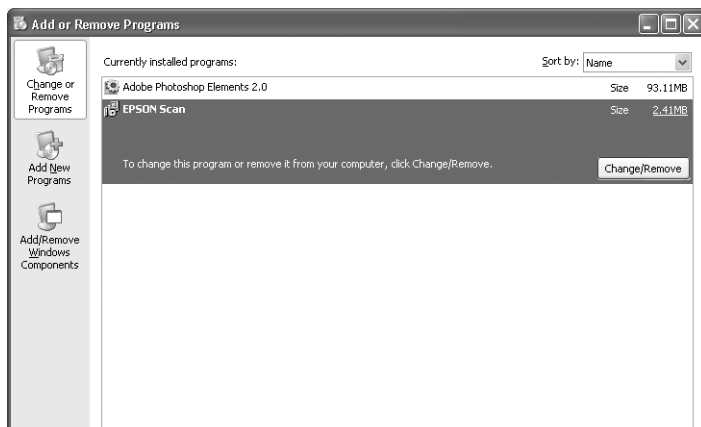 Add or Remove Programs
Change or
Remove
Programs
Add New
Programs
Add/Remove
Windows
Components
Currently installed programs:
Sort by: Name
Adobe Photoshop Elements 2.0 Size 93.11MB
EPSON Scan Size 2.41MB
To change this program or remove it from your computer, click Change/Remove.
Change/Remove